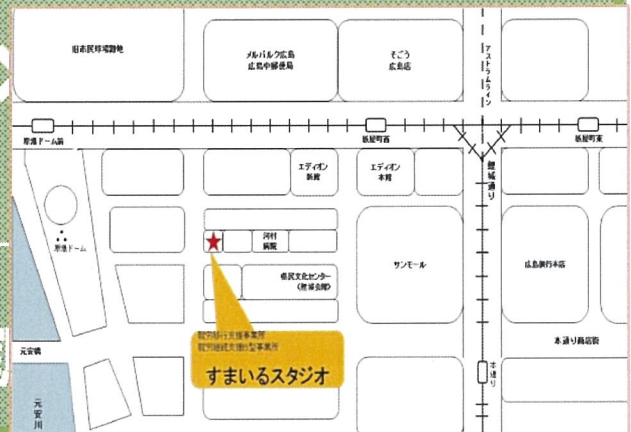 旧市民球場跡地
メルパルク広島
広島中郵便局
そごう
広島店
アストラムライン
原爆ドーム前
紙屋町西
紙屋町東
エディオン
新館
エディオン
本館
鯉城通り
原爆ドーム
河村
病院
サンモール
広島銀行本店
県民文化センター
(鯉城会館)
就労移行支援事業所
就労継続支援B型事業所
すまいるスタジオ
本通り商店街
元安橋
本通り
元安川